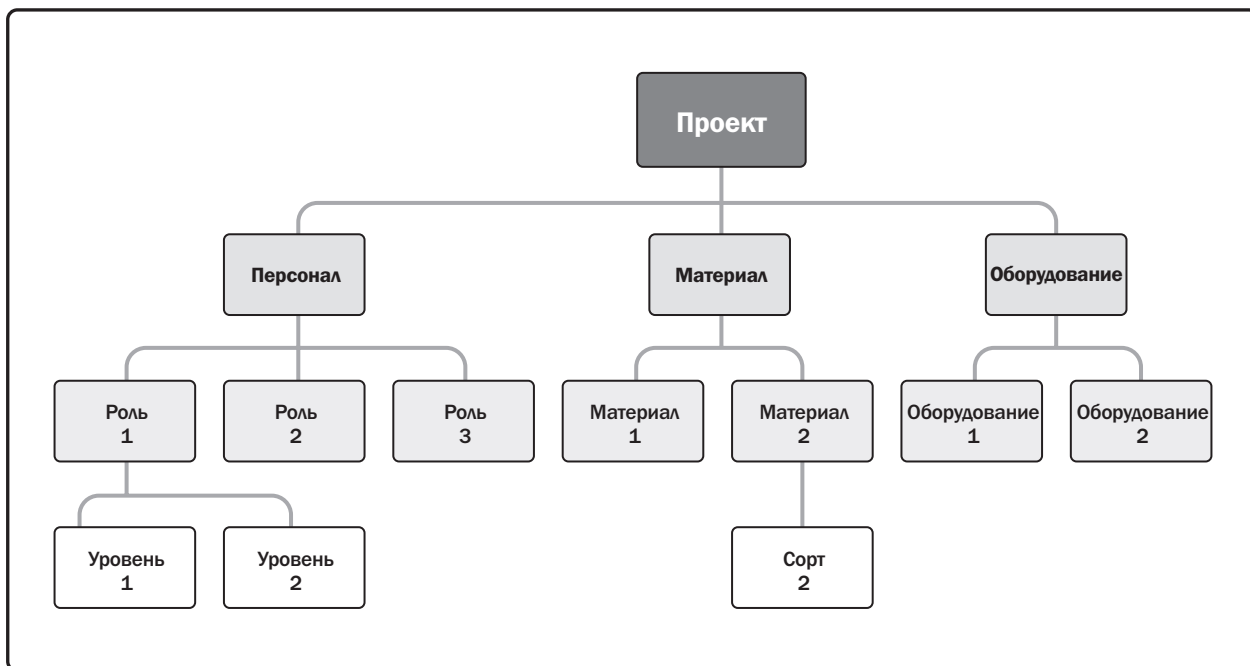 Проект
Персонал
Материал
Оборудование
Роль
1
Роль
2
Роль
3
Материал
1
Материал
2
Оборудование
1
Оборудование
2
Уровень
1
Уровень
2
Сорт
2